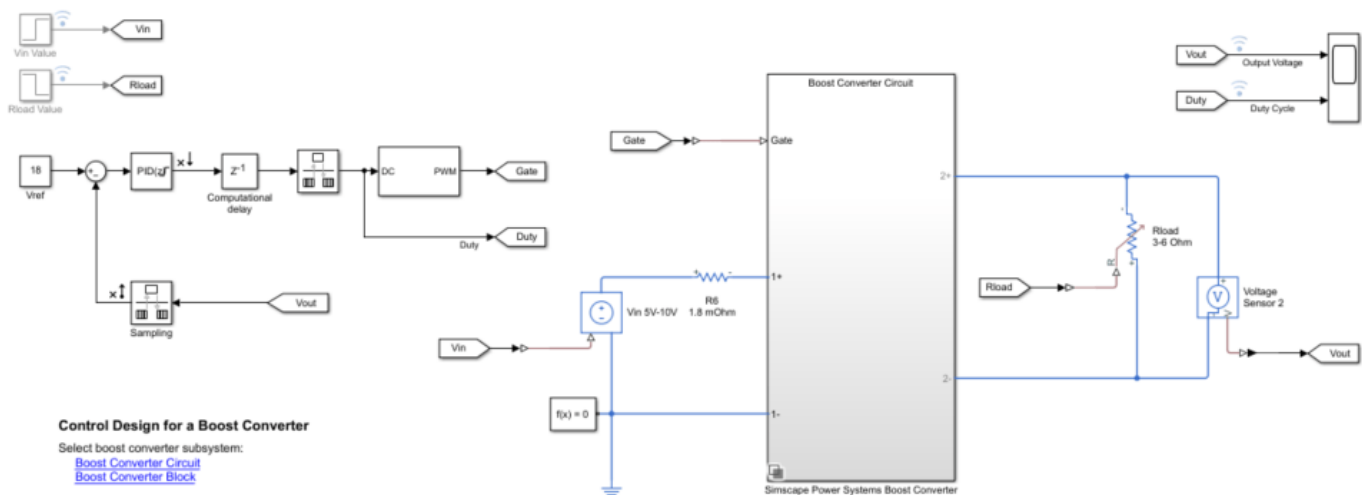 Vin Value
Vin
Rload Value
Rload
18
Vref
+
-
PID(z)
Z-1
Computational
delay
DC
PWM
Gate
Duty
Duty
Vout
Sampling
Control Design for a Boost Converter
Select boost converter subsystem:
Boost Converter Circuit
Boost Converter Block
Gate
Boost Converter Circuit
Gate
2+
1+
2-
1-
+
-
R6
1.8 mOhm
Vin 5V-10V
Vin
f(x) = 0
Simscape Power Systems Boost Converter
Rload
3-6 Ohm
R
Rload
V
Voltage
Sensor 2
V
Vout
Vout
Output Voltage
Duty
Duty Cycle